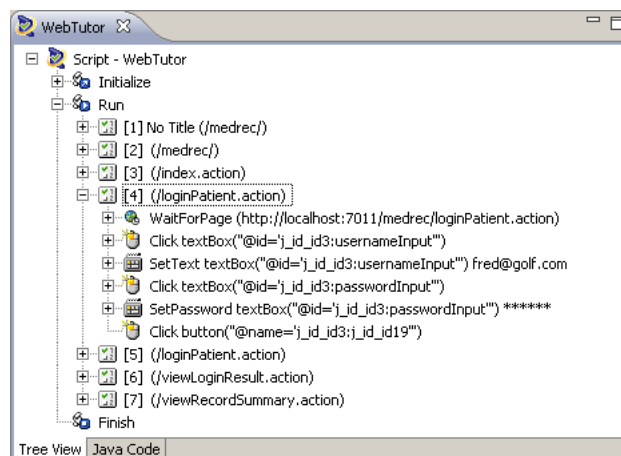 WebTutor
Script - WebTutor
Initialize
Run
[1] No Title (/medrec/)
[2] (/medrec/)
[3] (/index.action)
[4] (/loginPatient.action)
WaitForPage (http://localhost:7011/medrec/loginPatient.action)
Click textBox("@id='j_id_id3:usernameInput'")
SetText textBox("@id='j_id_id3:usernameInput'") fred@golf.com
Click textBox("@id='j_id_id3:passwordInput'")
SetPassword textBox("@id='j_id_id3:passwordInput'") ******
Click button("@name='j_id_id3:j_id_id19'")
[5] (/loginPatient.action)
[6] (/viewLoginResult.action)
[7] (/viewRecordSummary.action)
Finish
Tree View Java Code